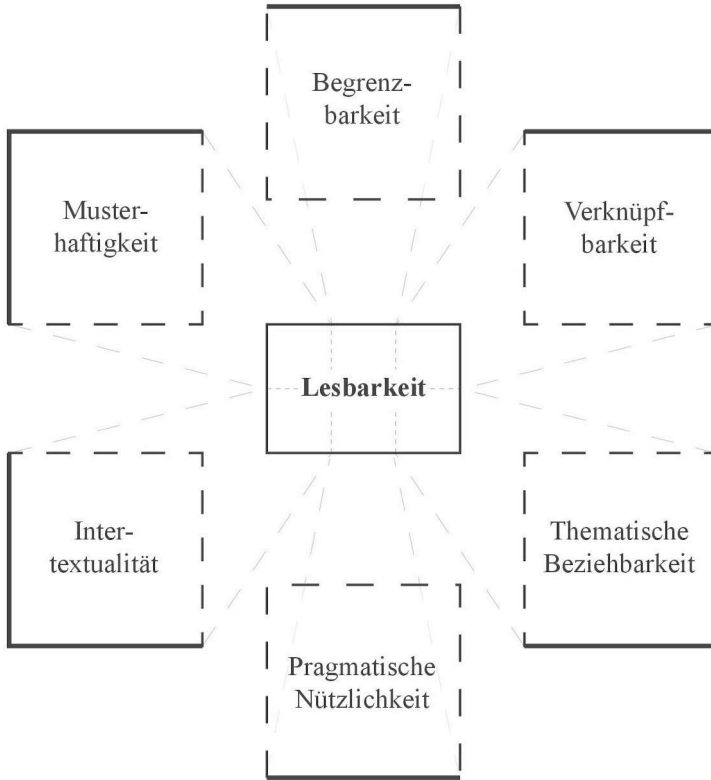 Begrenz-
barkeit
Muster-
haftigkeit
Verknüpf-
barkeit
Lesbarkeit
Inter-
textualität
Thematische
Beziehbarkeit
Pragmatische
Nützlichkeit